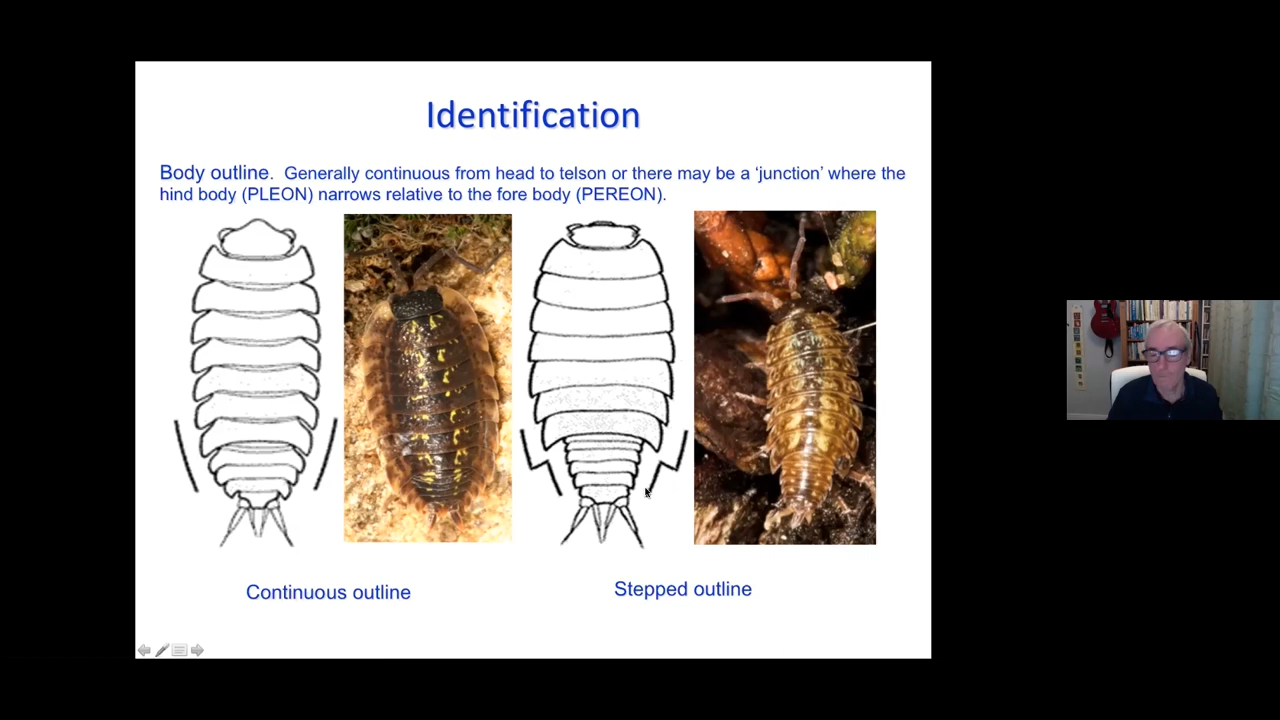 Identification
Body outline.  Generally continuous from head to telson or there may be a ‘junction’ where the
hind body (PLEON) narrows relative to the fore body (PEREON).
Continuous outline
Stepped outline